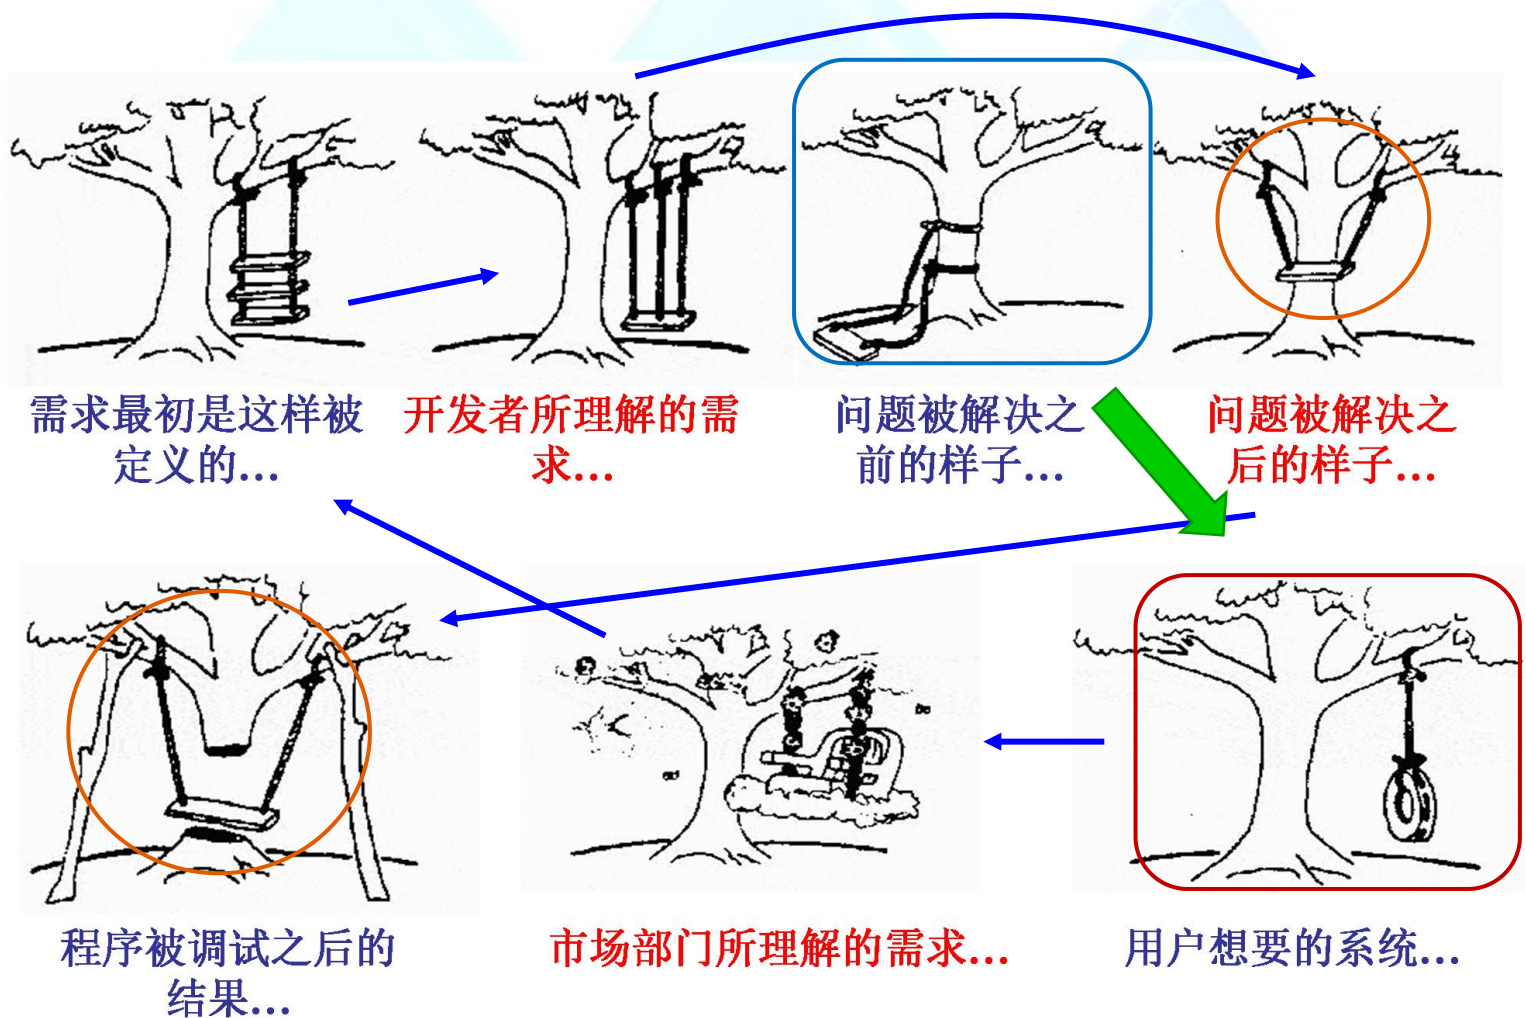 需求最初是这样被
定义的...
开发者所理解的需
求...
问题被解决之
前的样子...
问题被解决之
后的样子...
程序被调试之后的
结果...
市场部门所理解的需求...
用户想要的系统...